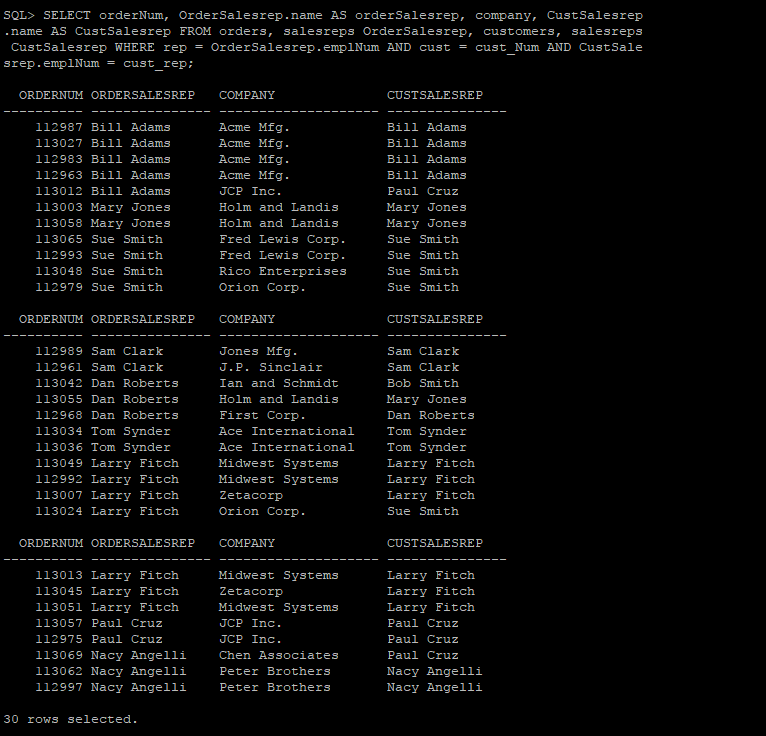 SQL> SELECT orderNum, OrderSalesrep.name AS orderSalesrep, company, CustSalesrep
.name AS CustSalesrep FROM orders, salesreps OrderSalesrep, customers, salesreps
 CustSalesrep WHERE rep = OrderSalesrep.emplNum AND cust = cust_Num AND CustSale
srep.emplNum = cust_rep;

  ORDERNUM ORDERSALESREP   COMPANY              CUSTSALESREP
---------- --------------- -------------------- ---------------
    112987 Bill Adams      Acme Mfg.            Bill Adams
    113027 Bill Adams      Acme Mfg.            Bill Adams
    112983 Bill Adams      Acme Mfg.            Bill Adams
    112963 Bill Adams      Acme Mfg.            Bill Adams
    113012 Bill Adams      JCP Inc.             Paul Cruz
    113003 Mary Jones      Holm and Landis      Mary Jones
    113058 Mary Jones      Holm and Landis      Mary Jones
    113065 Sue Smith       Fred Lewis Corp.     Sue Smith
    112993 Sue Smith       Fred Lewis Corp.     Sue Smith
    113048 Sue Smith       Rico Enterprises     Sue Smith
    112979 Sue Smith       Orion Corp.          Sue Smith

  ORDERNUM ORDERSALESREP   COMPANY              CUSTSALESREP
---------- --------------- -------------------- ---------------
    112989 Sam Clark       Jones Mfg.           Sam Clark
    112961 Sam Clark       J.P. Sinclair        Sam Clark
    113042 Dan Roberts     Ian and Schmidt      Bob Smith
    113055 Dan Roberts     Holm and Landis      Mary Jones
    112968 Dan Roberts     First Corp.          Dan Roberts
    113034 Tom Synder      Ace International    Tom Synder
    113036 Tom Synder      Ace International    Tom Synder
    113049 Larry Fitch     Midwest Systems      Larry Fitch
    112992 Larry Fitch     Midwest Systems      Larry Fitch
    113007 Larry Fitch     Zetacorp             Larry Fitch
    113024 Larry Fitch     Orion Corp.          Sue Smith

  ORDERNUM ORDERSALESREP   COMPANY              CUSTSALESREP
---------- --------------- -------------------- ---------------
    113013 Larry Fitch     Midwest Systems      Larry Fitch
    113045 Larry Fitch     Zetacorp             Larry Fitch
    113051 Larry Fitch     Midwest Systems      Larry Fitch
    113057 Paul Cruz       JCP Inc.             Paul Cruz
    112975 Paul Cruz       JCP Inc.             Paul Cruz
    113069 Nacy Angelli    Chen Associates      Paul Cruz
    113062 Nacy Angelli    Peter Brothers       Nacy Angelli
    112997 Nacy Angelli    Peter Brothers       Nacy Angelli

30 rows selected.